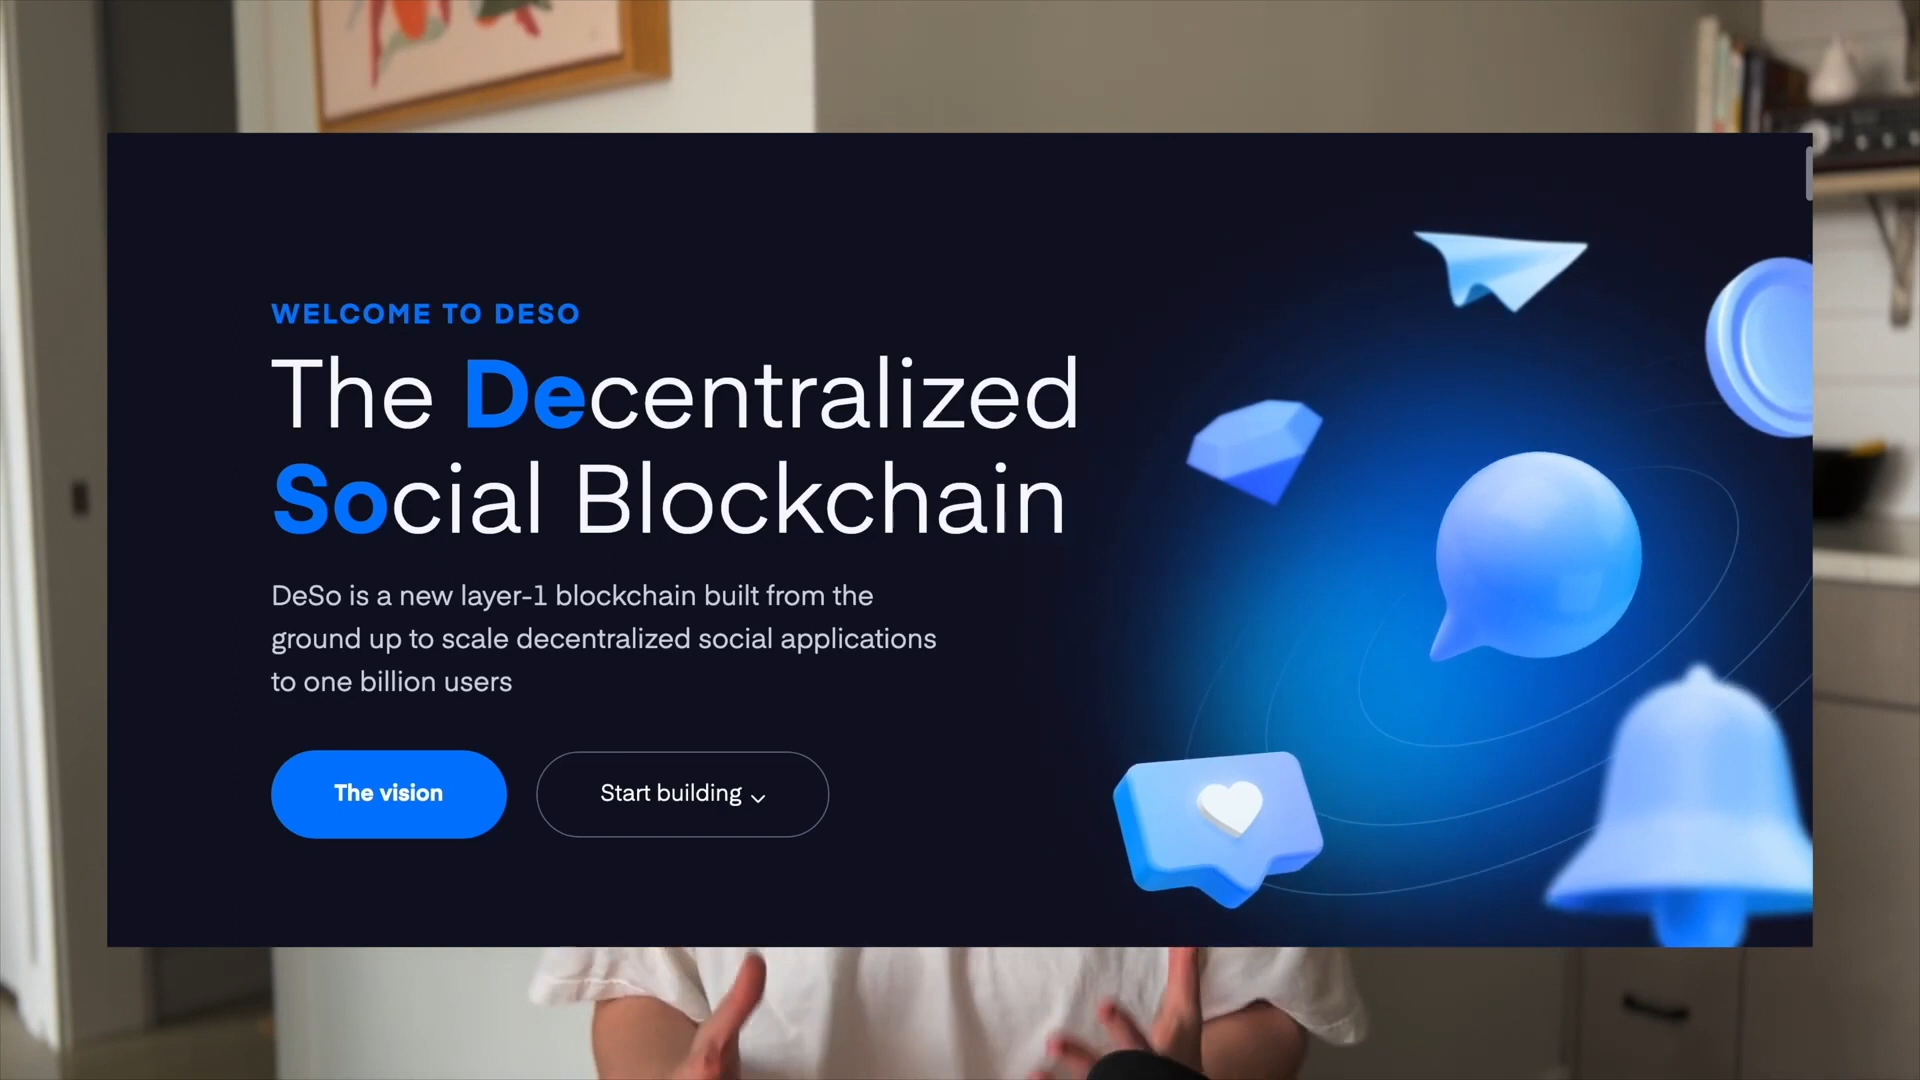 WELCOME TO DESO
The Decentralized
Social Blockchain
DeSo is a new layer-1 blockchain built from the
ground up to scale decentralized social applications
to one billion users
The vision
Start building